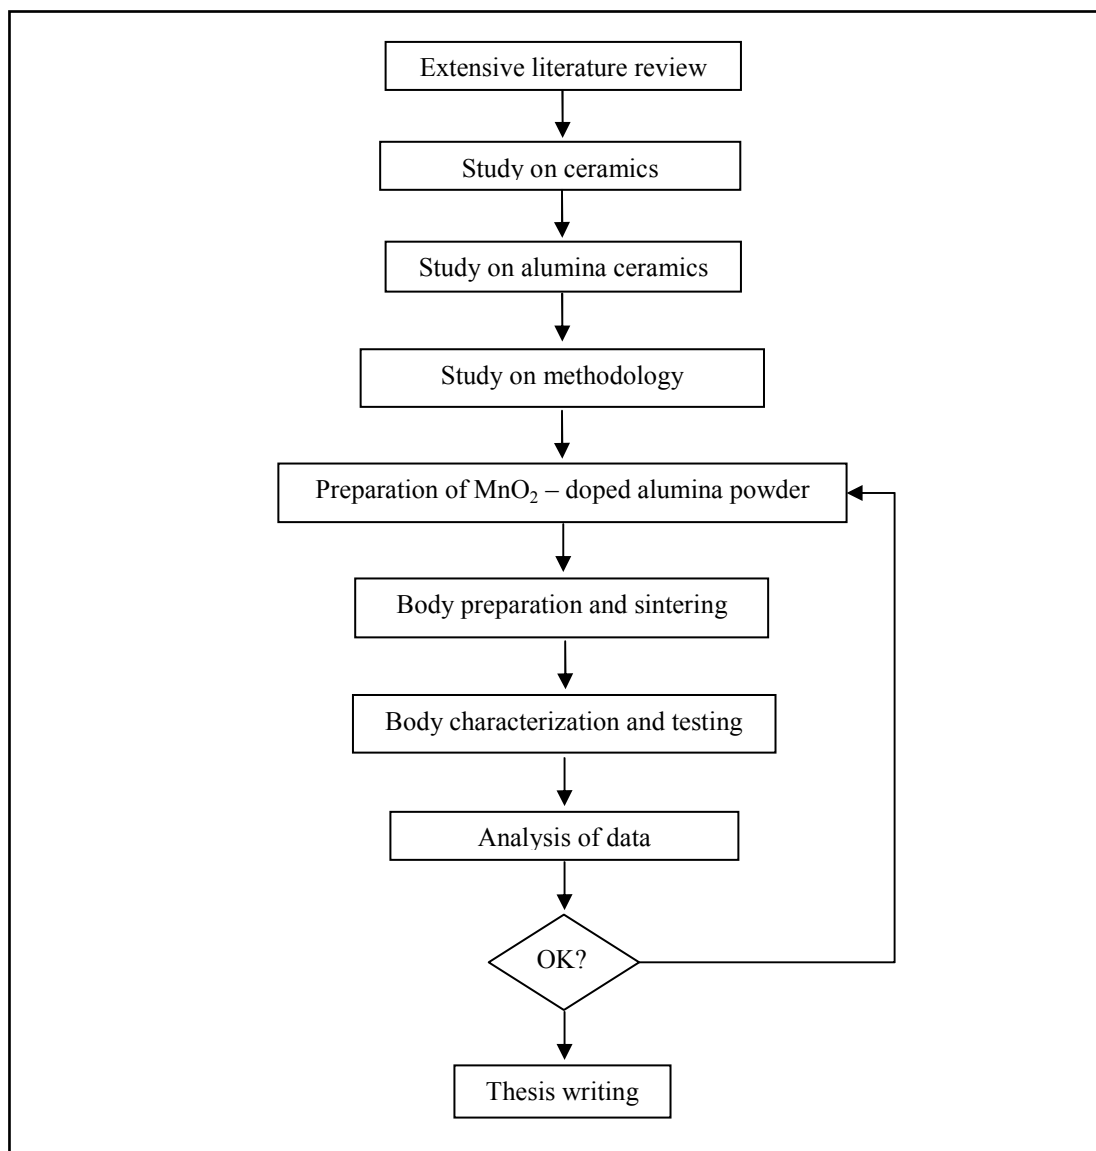 Extensive literature review
Study on ceramics
Study on alumina ceramics
Study on methodology
Preparation of MnO₂ – doped alumina powder
Body preparation and sintering
Body characterization and testing
Analysis of data
OK?
Thesis writing